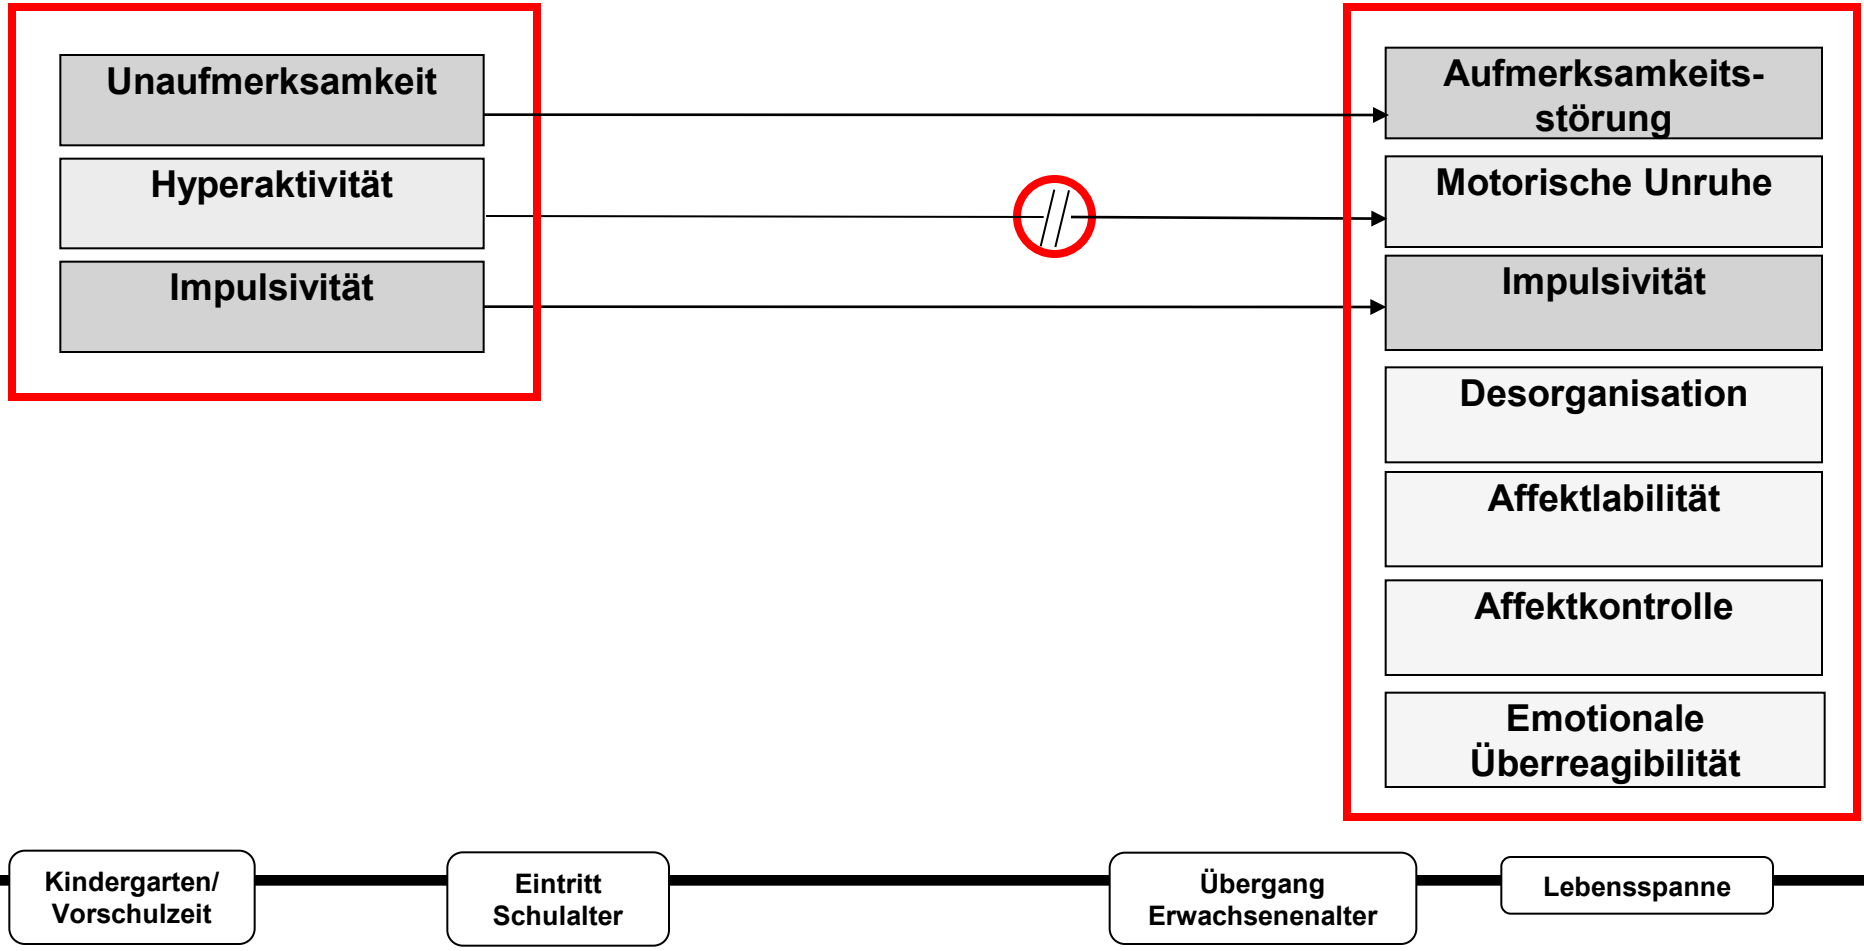 Unaufmerksamkeit
Hyperaktivität
Impulsivität
Aufmerksamkeits-
störung
Motorische Unruhe
Impulsivität
Desorganisation
Affektlabilität
Affektkontrolle
Emotionale
Überreagibilität
Kindergarten/
Vorschulzeit
Eintritt
Schulalter
Übergang
Erwachsenenalter
Lebensspanne